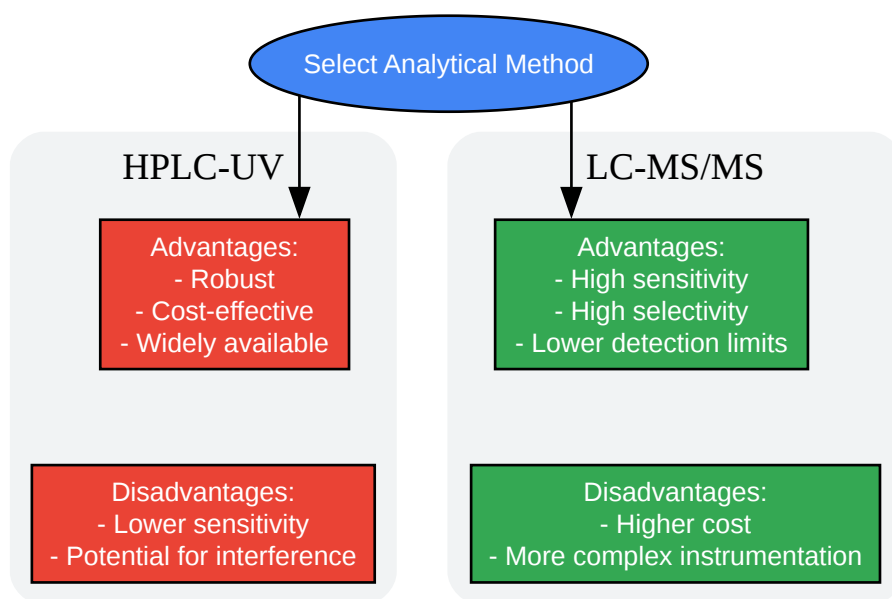 Select Analytical Method
HPLC-UV
Advantages:
- Robust
- Cost-effective
- Widely available
Disadvantages:
- Lower sensitivity
- Potential for interference
LC-MS/MS
Advantages:
- High sensitivity
- High selectivity
- Lower detection limits
Disadvantages:
- Higher cost
- More complex instrumentation